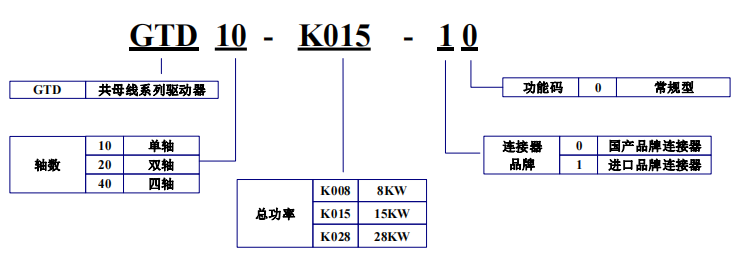 GTD 10 - K015 - 1 0
GTD 共母线系列驱动器
功能码 0 常规型
轴数
10 单轴
20 双轴
40 四轴
连接器品牌
0 国产品牌连接器
1 进口品牌连接器
总功率
K008 8KW
K015 15KW
K028 28KW